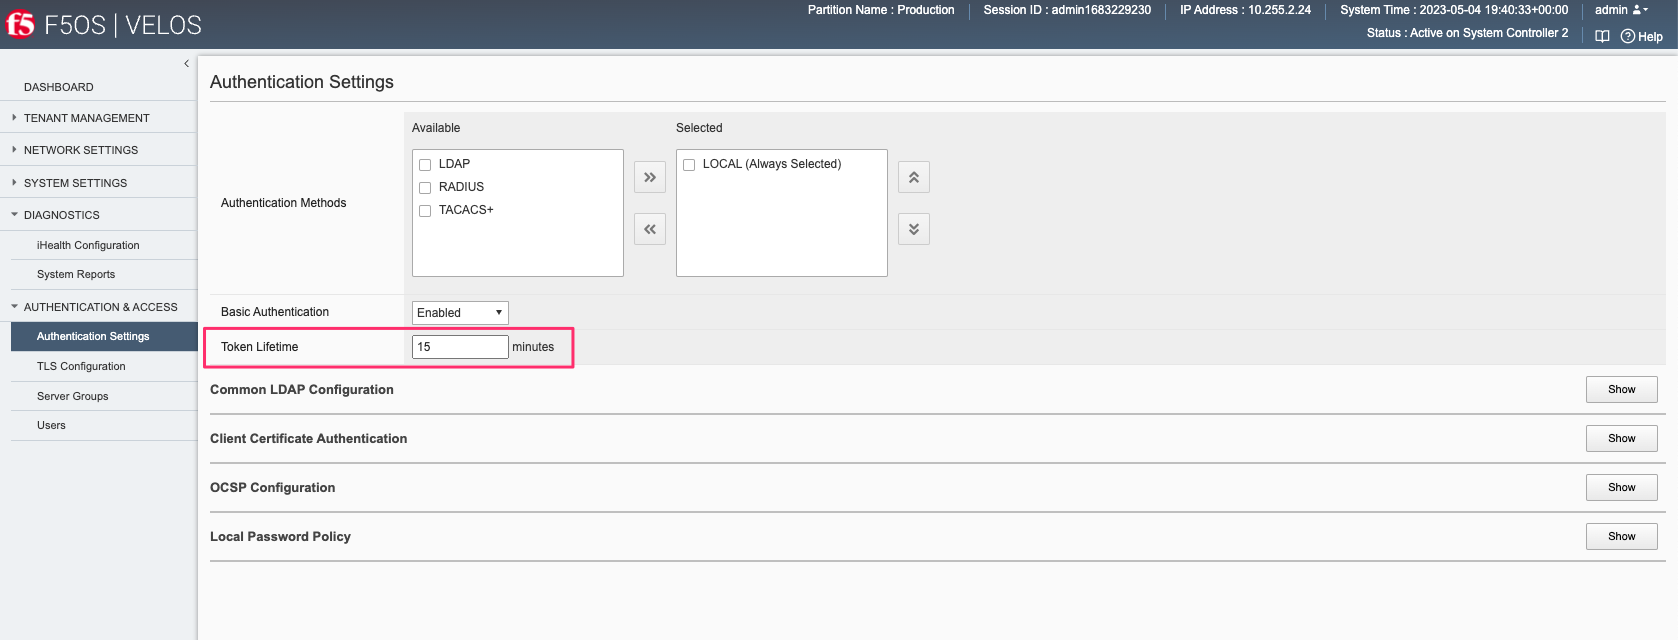 f5 F5OS | VELOS
Partition Name : Production
Session ID : admin1683229230
IP Address : 10.255.2.24
System Time : 2023-05-04 19:40:33+00:00
admin
Status : Active on System Controller 2
? Help
DASHBOARD
TENANT MANAGEMENT
NETWORK SETTINGS
SYSTEM SETTINGS
DIAGNOSTICS
iHealth Configuration
System Reports
AUTHENTICATION & ACCESS
Authentication Settings
TLS Configuration
Server Groups
Users
Authentication Settings
Authentication Methods
Available
LDAP
RADIUS
TACACS+
Selected
LOCAL (Always Selected)
Basic Authentication
Enabled
Token Lifetime
15 minutes
Common LDAP Configuration
Show
Client Certificate Authentication
Show
OCSP Configuration
Show
Local Password Policy
Show